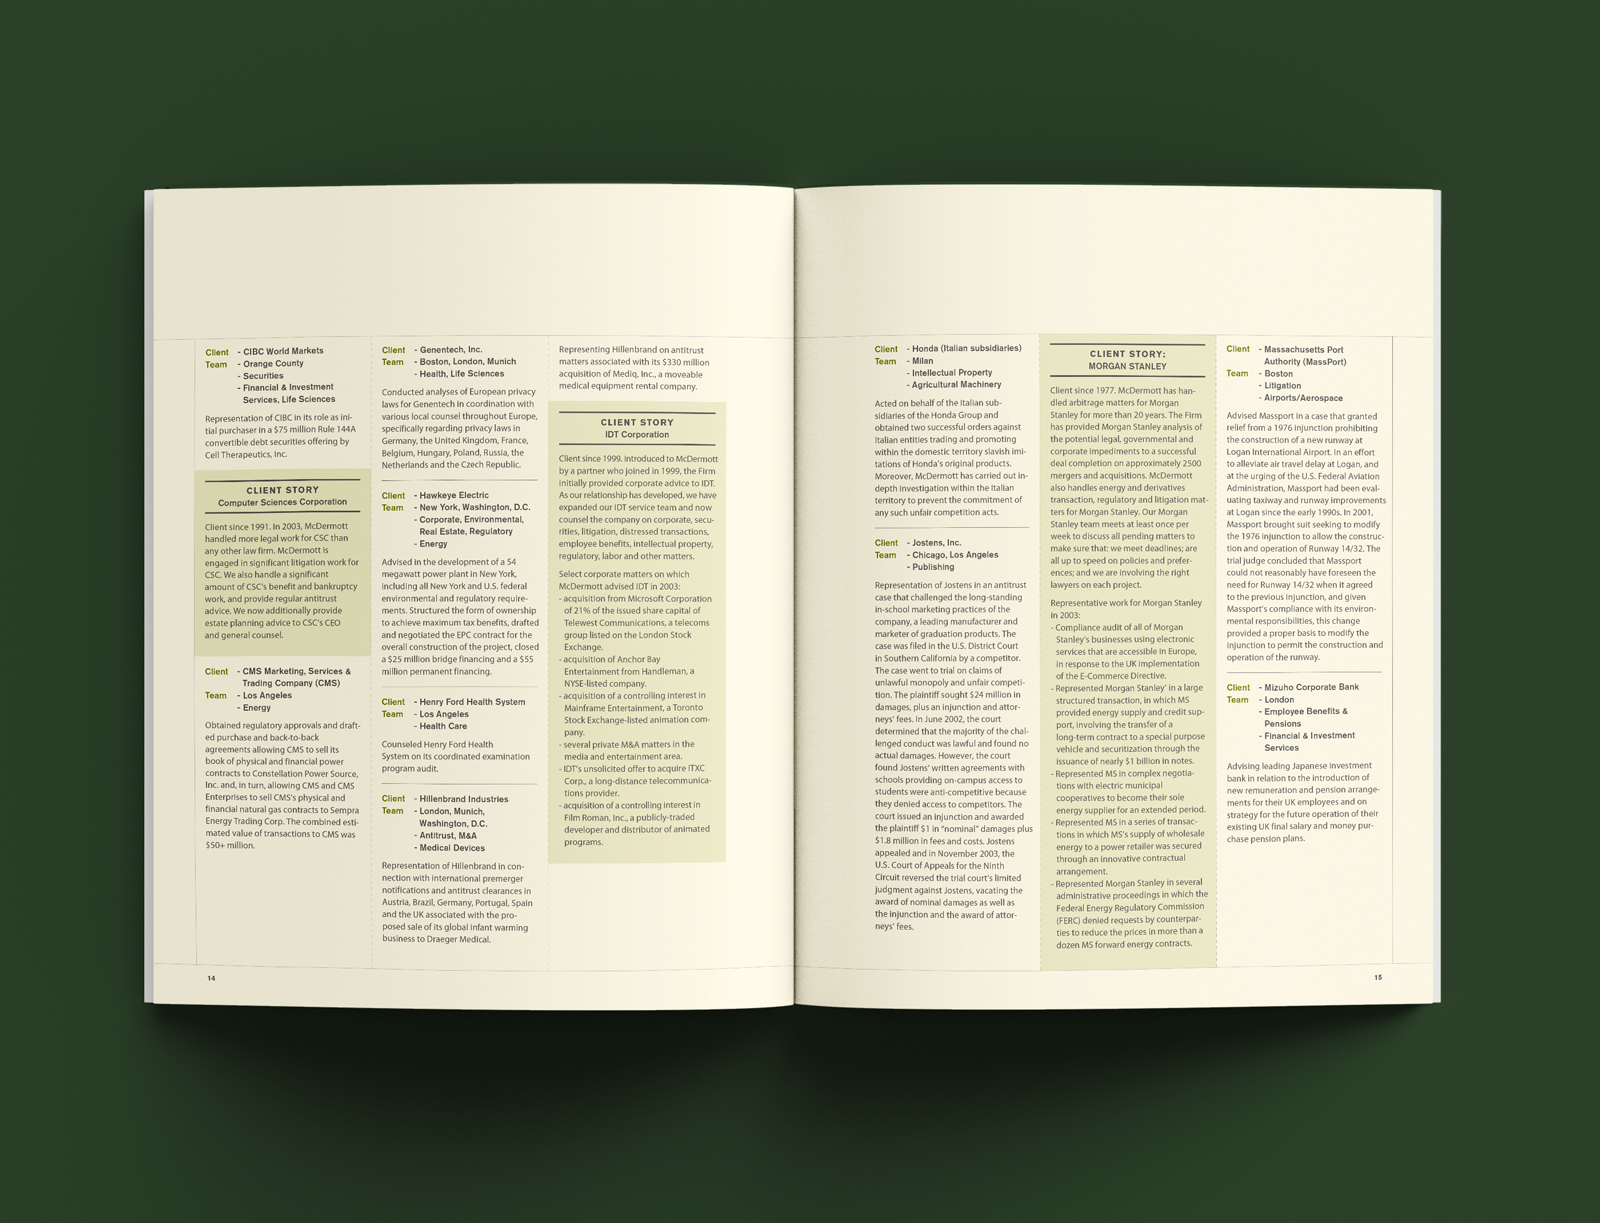 Client - CIBC World Markets
Team - Orange County
- Securities
- Financial & Investment
Services, Life Sciences
Representation of CIBC in its role as ini-
tial purchaser in a $75 million Rule 144A
convertible debt securities offering by
Cell Therapeutics, Inc.
CLIENT STORY
Computer Sciences Corporation
Client since 1991. In 2003, McDermott
handled more legal work for CSC than
any other law firm. McDermott is
engaged in significant litigation work for
CSC. We also handle a significant
amount of CSC's benefit and bankruptcy
work, and provide regular antitrust
advice. We now additionally provide
estate planning advice to CSC's CEO
and general counsel.
Client - CMS Marketing, Services &
Trading Company (CMS)
Team - Los Angeles
- Energy
Obtained regulatory approvals and draft-
ed purchase and back-to-back
agreements allowing CMS to sell its
book of physical and financial power
contracts to Constellation Power Source,
Inc. and, in turn, allowing CMS and CMS
Enterprises to sell CMS's physical and
financial natural gas contracts to Sempra
Energy Trading Corp. The combined esti-
mated value of transactions to CMS was
$50+ million.
14
Client - Genentech, Inc.
Team - Boston, London, Munich
- Health, Life Sciences
Conducted analyses of European privacy
laws for Genentech in coordination with
various local counsel throughout Europe,
specifically regarding privacy laws in
Germany, the United Kingdom, France,
Belgium, Hungary, Poland, Russia, the
Netherlands and the Czech Republic.
Client - Hawkeye Electric
Team - New York, Washington, D.C.
- Corporate, Environmental,
Real Estate, Regulatory
- Energy
Advised in the development of a 54
megawatt power plant in New York,
including all New York and U.S. federal
environmental and regulatory require-
ments. Structured the form of ownership
to achieve maximum tax benefits, drafted
and negotiated the EPC contract for the
overall construction of the project, closed
a $25 million bridge financing and a $55
million permanent financing.
Client - Henry Ford Health System
Team - Los Angeles
- Health Care
Counseled Henry Ford Health
System on its coordinated examination
program audit.
Client - Hillenbrand Industries
Team - London, Munich,
Washington, D.C.
- Antitrust, M&A
- Medical Devices
Representation of Hillenbrand in con-
nection with international premerger
notifications and antitrust clearances in
Austria, Brazil, Germany, Portugal, Spain
and the UK associated with the pro-
posed sale of its global infant warming
business to Draeger Medical.
Representing Hillenbrand on antitrust
matters associated with its $330 million
acquisition of Mediq, Inc., a moveable
medical equipment rental company.
CLIENT STORY
IDT Corporation
Client since 1999. Introduced to McDermott
by a partner who joined in 1999, the Firm
initially provided corporate advice to IDT.
As our relationship has developed, we have
expanded our IDT service team and now
counsel the company on corporate, secu-
rities, litigation, distressed transactions,
employee benefits, intellectual property,
regulatory, labor and other matters.
Select corporate matters on which
McDermott advised IDT in 2003:
- acquisition from Microsoft Corporation
of 21% of the issued share capital of
Telewest Communications, a telecoms
group listed on the London Stock
Exchange.
- acquisition of Anchor Bay
Entertainment from Handleman, a
NYSE-listed company.
- acquisition of a controlling interest in
Mainframe Entertainment, a Toronto
Stock Exchange-listed animation com-
pany.
- several private M&A matters in the
media and entertainment area.
- IDT's unsolicited offer to acquire ITXC
Corp., a long-distance telecommunica-
tions provider.
- acquisition of a controlling interest in
Film Roman, Inc., a publicly-traded
developer and distributor of animated
programs.
Client - Honda (Italian subsidiaries)
Team - Milan
- Intellectual Property
- Agricultural Machinery
Acted on behalf of the Italian sub-
sidiaries of the Honda Group and
obtained two successful orders against
Italian entities trading and promoting
within the domestic territory slavish imi-
tations of Honda's original products.
Moreover, McDermott has carried out in-
depth investigation within the Italian
territory to prevent the commitment of
any such unfair competition acts.
Client - Jostens, Inc.
Team - Chicago, Los Angeles
- Publishing
Representation of Jostens in an antitrust
case that challenged the long-standing
in-school marketing practices of the
company, a leading manufacturer and
marketer of graduation products. The
case was filed in the U.S. District Court
in Southern California by a competitor.
The case went to trial on claims of
unlawful monopoly and unfair competi-
tion. The plaintiff sought $24 million in
damages, plus an injunction and attor-
neys' fees. In June 2002, the court
determined that the majority of the chal-
lenged conduct was lawful and found no
actual damages. However, the court
found Jostens' written agreements with
schools providing on-campus access to
students were anti-competitive because
they denied access to competitors. The
court issued an injunction and awarded
the plaintiff $1 in "nominal" damages plus
$1.8 million in fees and costs. Jostens
appealed and in November 2003, the
U.S. Court of Appeals for the Ninth
Circuit reversed the trial court's limited
judgment against Jostens, vacating the
award of nominal damages as well as
the injunction and the award of attor-
neys' fees.
CLIENT STORY:
MORGAN STANLEY
Client since 1977. McDermott has han-
dled arbitrage matters for Morgan
Stanley for more than 20 years. The Firm
has provided Morgan Stanley analysis of
the potential legal, governmental and
corporate impediments to a successful
deal completion on approximately 2500
mergers and acquisitions. McDermott
also handles energy and derivatives
transaction, regulatory and litigation mat-
ters for Morgan Stanley. Our Morgan
Stanley team meets at least once per
week to discuss all pending matters to
make sure that: we meet deadlines; are
all up to speed on policies and prefer-
ences; and we are involving the right
lawyers on each project.
Representative work for Morgan Stanley
in 2003:
- Compliance audit of all of Morgan
Stanley's businesses using electronic
services that are accessible in Europe,
in response to the UK implementation
of the E-Commerce Directive.
- Represented Morgan Stanley' in a large
structured transaction, in which MS
provided energy supply and credit sup-
port, involving the transfer of a
long-term contract to a special purpose
vehicle and securitization through the
issuance of nearly $1 billion in notes.
- Represented MS in complex negotia-
tions with electric municipal
cooperatives to become their sole
energy supplier for an extended period.
- Represented MS in a series of transac-
tions in which MS's supply of wholesale
energy to a power retailer was secured
through an innovative contractual
arrangement.
- Represented Morgan Stanley in several
administrative proceedings in which the
Federal Energy Regulatory Commission
(FERC) denied requests by counterpar-
ties to reduce the prices in more than a
dozen MS forward energy contracts.
Client - Massachusetts Port
Authority (MassPort)
Team - Boston
- Litigation
- Airports/Aerospace
Advised Massport in a case that granted
relief from a 1976 injunction prohibiting
the construction of a new runway at
Logan International Airport. In an effort
to alleviate air travel delay at Logan, and
at the urging of the U.S. Federal Aviation
Administration, Massport had been eval-
uating taxiway and runway improvements
at Logan since the early 1990s. In 2001,
Massport brought suit seeking to modify
the 1976 injunction to allow the construc-
tion and operation of Runway 14/32. The
trial judge concluded that Massport
could not reasonably have foreseen the
need for Runway 14/32 when it agreed
to the previous injunction, and given
Massport's compliance with its environ-
mental responsibilities, this change
provided a proper basis to modify the
injunction to permit the construction and
operation of the runway.
Client - Mizuho Corporate Bank
Team - London
- Employee Benefits &
Pensions
- Financial & Investment
Services
Advising leading Japanese investment
bank in relation to the introduction of
new remuneration and pension arrange-
ments for their UK employees and on
strategy for the future operation of their
existing UK final salary and money pur-
chase pension plans.
15